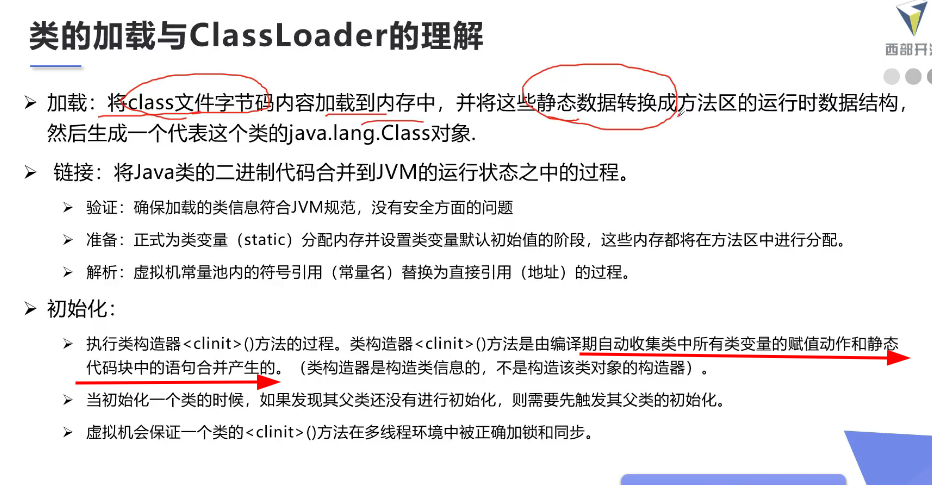 类的加载与ClassLoader的理解
西部开
加载：将class文件字节码内容加载到内存中，并将这些静态数据转换成方法区的运行时数据结构，
然后生成一个代表这个类的java.lang.Class对象.
链接：将Java类的二进制代码合并到JVM的运行状态之中的过程。
验证：确保加载的类信息符合JVM规范，没有安全方面的问题
准备：正式为类变量（static）分配内存并设置类变量默认初始值的阶段，这些内存都将在方法区中进行分配。
解析：虚拟机常量池内的符号引用（常量名）替换为直接引用（地址）的过程。
初始化：
执行类构造器<clinit>()方法的过程。类构造器<clinit>()方法是由编译期自动收集类中所有类变量的赋值动作和静态
代码块中的语句合并产生的。（类构造器是构造类信息的，不是构造该类对象的构造器）。
当初始化一个类的时候，如果发现其父类还没有进行初始化，则需要先触发其父类的初始化。
虚拟机会保证一个类的<clinit>()方法在多线程环境中被正确加锁和同步。